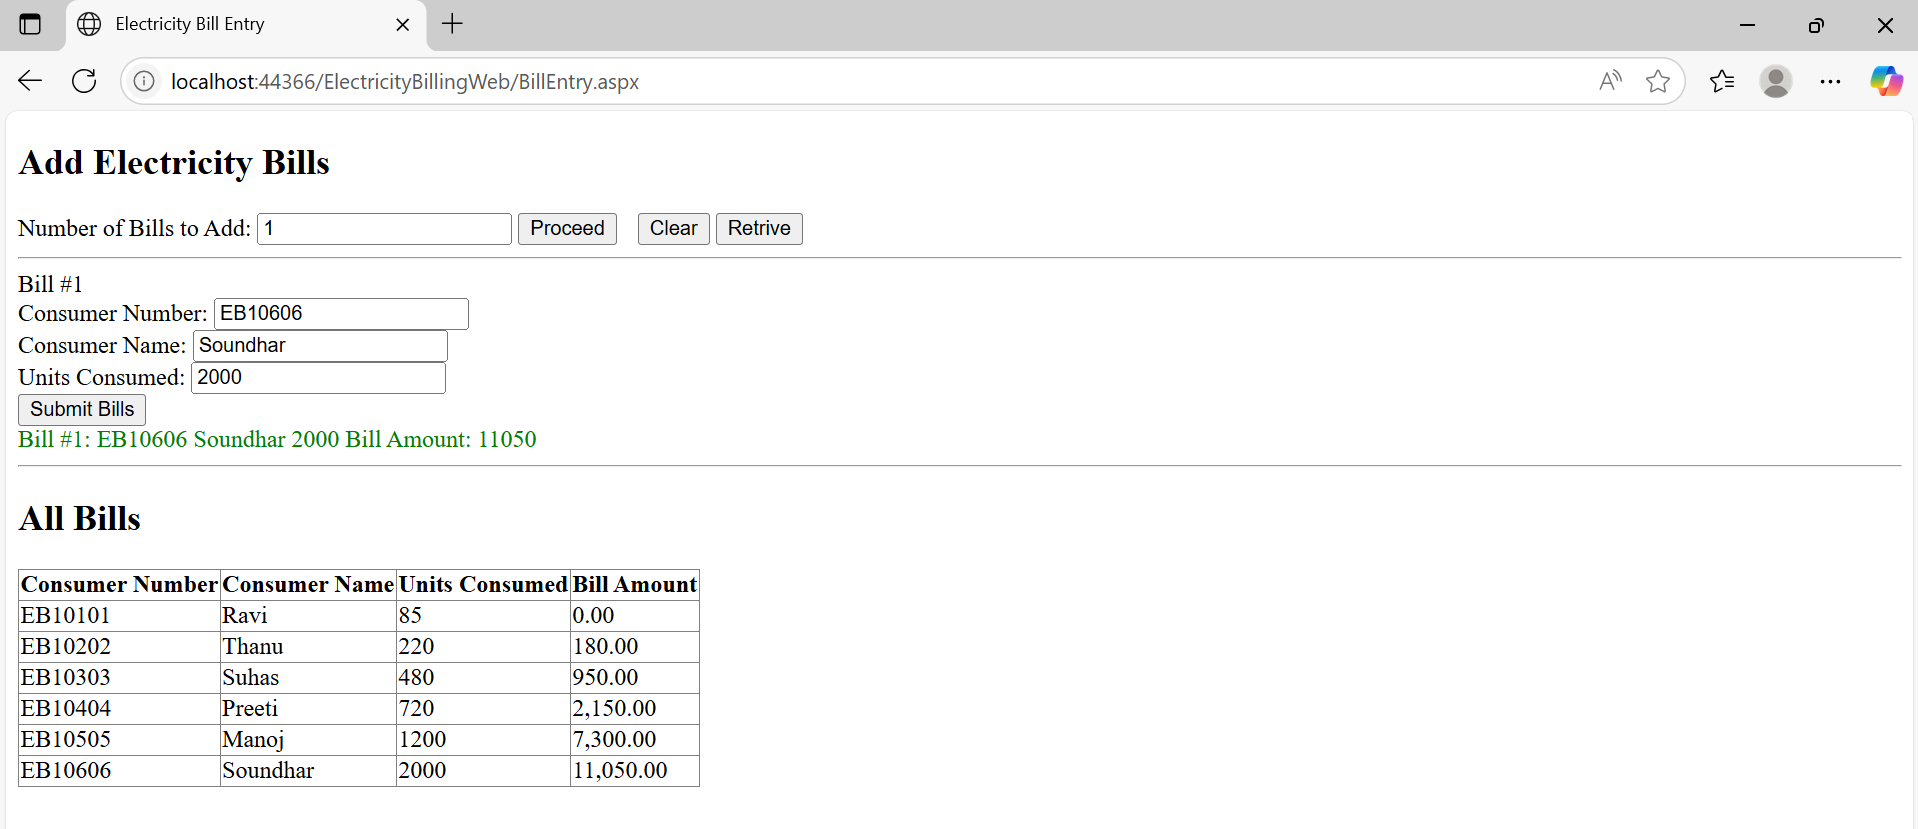 Electricity Bill Entry
localhost:44366/ElectricityBillingWeb/BillEntry.aspx
Add Electricity Bills
Number of Bills to Add: 1 Proceed Clear Retrive
Bill #1
Consumer Number: EB10606
Consumer Name: Soundhar
Units Consumed: 2000
Submit Bills
Bill #1: EB10606 Soundhar 2000 Bill Amount: 11050
All Bills
Consumer Number Consumer Name Units Consumed Bill Amount
EB10101 Ravi 85 0.00
EB10202 Thanu 220 180.00
EB10303 Suhas 480 950.00
EB10404 Preeti 720 2,150.00
EB10505 Manoj 1200 7,300.00
EB10606 Soundhar 2000 11,050.00